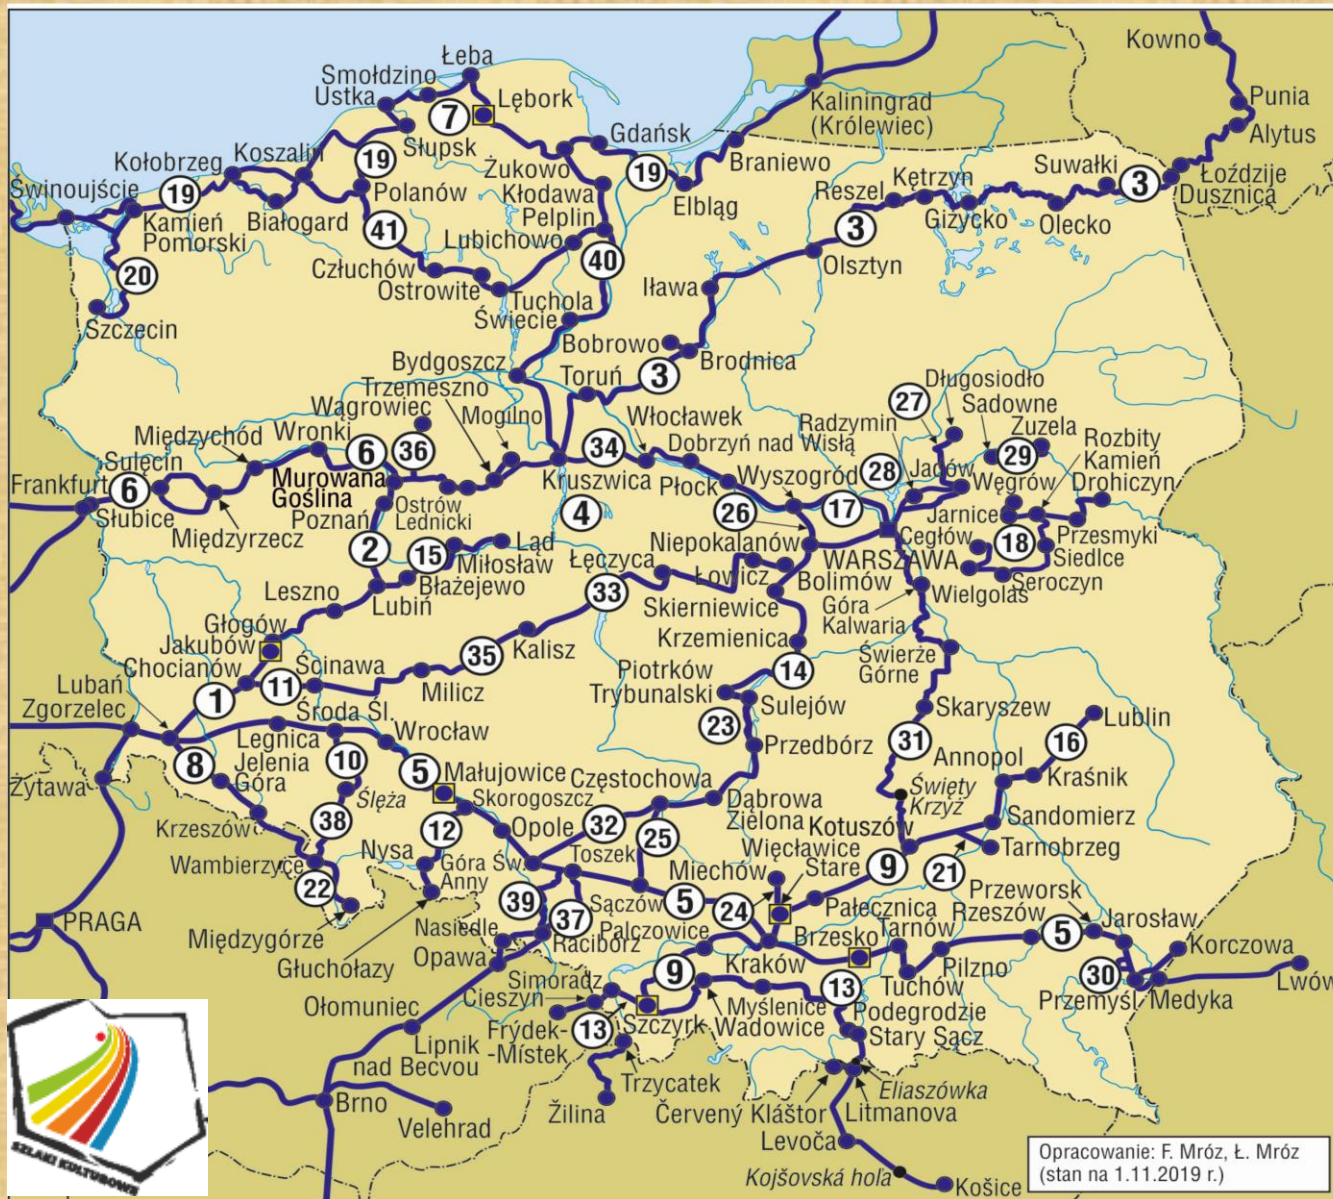 Kowno
Łeba
Smołdzino
Ustka
Lębork
7
Punia
Kaliningrad
(Królewiec)
Alytus
Gdańsk
Słupsk
Koszalin
Kołobrzeg
19
Żukowo
Braniewo
Suwałki
Łoździje
Świnoujście
19
Polanów
Kłodawa
19
Reszel
Kętrzyn
3
Dusznica
Kamień
Pomorski
Białogard
Pelplin
Elbląg
Giżycko
Olecko
41
Lubichowo
3
20
Człuchów
40
Olsztyn
Ostrowite
Iława
Tuchola
Szczecin
Świecie
Bobrowo
Brodnica
Bydgoszcz
Toruń
3
Trzemeszno
Długosiodło
Wągrowiec
Mogilno
Włocławek
27
Sadowne
Radzymin
Zuzela
Międzychód
Wronki
6
36
34
Dobrzyń nad Wisłą
29
Rozbity
Kamień
Sulęcin
Frankfurt
6
Murowana
Goślina
Kruszwica
Płock
Wyszogród
28
Jadów
Węgrów
Drohiczyn
Słubice
Poznań
Ostrów
Lednicki
4
26
17
Jarnice
Międzyrzecz
2
15
Ląd
Niepokalanów
Cegłów
18
Przesmyki
Miłosław
Łęczyca
WARSZAWA
Siedlce
Błażejewo
33
Łowicz
Bolimów
Seroczyn
Leszno
Lubiń
Skierniewice
Góra
Kalwaria
Wielgolas
Głogów
Jakubów
Krzemienica
Chocianów
Ścinawa
35
Kalisz
Piotrków
Trybunalski
14
Świerże
Górne
Lubań
1
11
Milicz
Sulejów
Zgorzelec
Środa Śl.
23
Skaryszew
Lublin
Legnica
Wrocław
Przedbórz
31
Annopol
16
8
Jelenia
Góra
10
5
Małujowice
Częstochowa
Kraśnik
Żytawa
Ślęża
Skorogoszcz
Dąbrowa
Zielona
Święty
Krzyż
Krzeszów
38
12
Opole
32
25
Kotuszów
Sandomierz
Wambierzyce
Nysa
Góra Św.
Anny
Toszek
Miechów
Więcławice
Stare
9
Tarnobrzeg
22
21
39
37
Sączów
5
24
Pałecznica
Przeworsk
PRAGA
Nasiedle
Palczowice
Brzesko
Tarnów
Rzeszów
5
Jarosław
Międzygórze
Racibórz
Korczowa
Głuchołazy
Opawa
Simoradz
9
Kraków
Pilzno
30
Lwów
Cieszyn
13
Tuchów
Przemyśl
Medyka
Ołomuniec
Myślenice
Podegrodzie
Frýdek-
-Místek
13
Szczyrk
Wadowice
Stary Sącz
Lipnik
nad Becvou
Trzycatek
Eliaszówka
Brno
Žilina
Červený Kláštor
Litmanova
Velehrad
Levoča
Kojšovská hoľa
Košice
SZLAKI KULTUROWE
Opracowanie: F. Mróz, Ł. Mróz
(stan na 1.11.2019 r.)